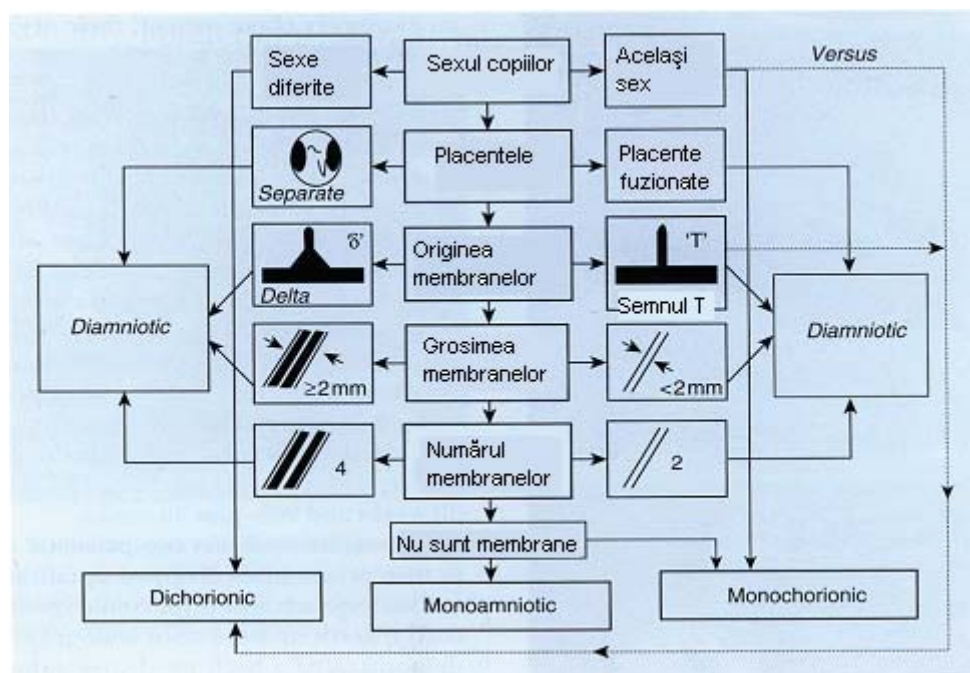 Sexe
diferite
Sexul copiilor
Același
sex
Versus
Separate
Placentele
Placente
fuzionate
'δ'
Delta
Originea
membranelor
'T'
Semnul T
Diamniotic
Diamniotic
≥2mm
Grosimea
membranelor
<2mm
4
Numărul
membranelor
2
Nu sunt membrane
Dichorionic
Monoamniotic
Monochorionic